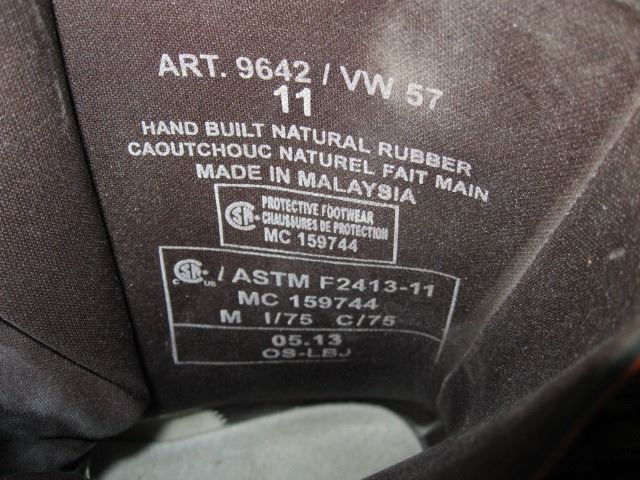 ART. 9642 / VW 57
11
HAND BUILT NATURAL RUBBER
CAOUTCHOUC NATUREL FAIT MAIN
MADE IN MALAYSIA
PROTECTIVE FOOTWEAR
CHAUSSURES DE PROTECTION
MC 159744
/ ASTM F2413-11
MC 159744
M I/75 C/75
05.13
OS-LBJ